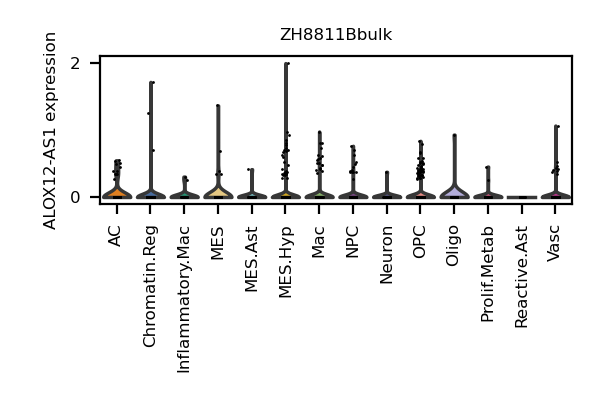 ZH8811Bbulk
ALOX12-AS1 expression
2
0
AC
Chromatin.Reg
Inflammatory.Mac
MES
MES.Ast
MES.Hyp
Mac
NPC
Neuron
OPC
Oligo
Prolif.Metab
Reactive.Ast
Vasc